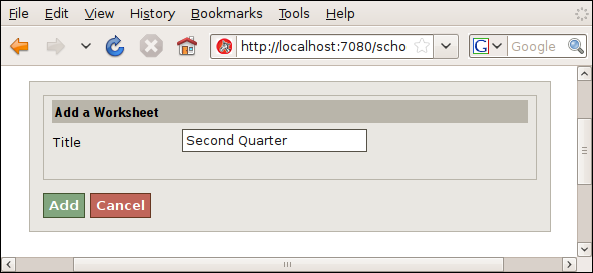 File Edit View History Bookmarks Tools Help
http://localhost:7080/scho G Google
Add a Worksheet
Title Second Quarter
Add Cancel